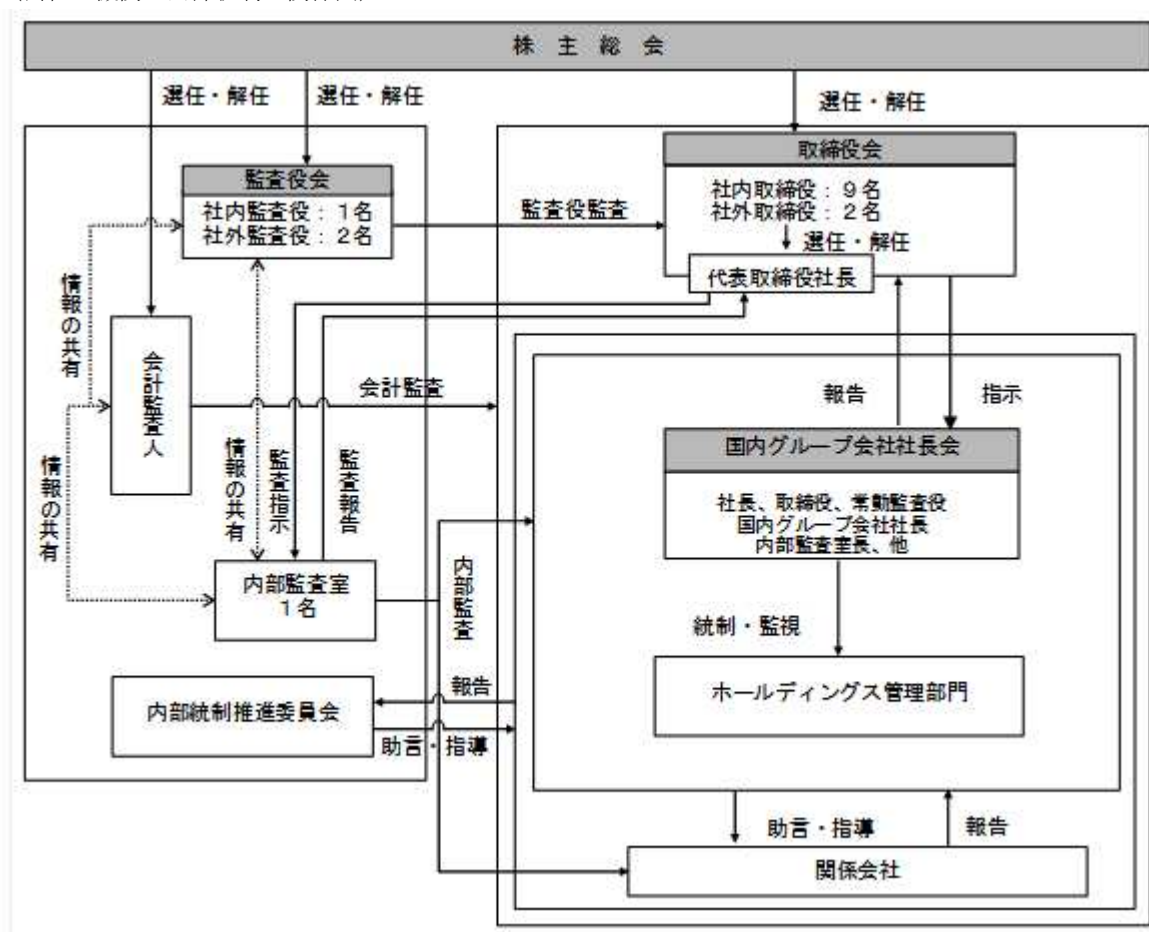 株主総会
選任・解任
選任・解任
選任・解任
監査役会
社内監査役：１名
社外監査役：２名
監査役監査
取締役会
社内取締役：９名
社外取締役：２名
選任・解任
代表取締役社長
情報の共有
会計監査人
会計監査
報告
指示
情報の共有
情報の共有
監査指示
監査報告
国内グループ会社社長会
社長、取締役、常勤監査役
国内グループ会社社長
内部監査室長、他
内部監査室
１名
内部監査
統制・監視
ホールディングス管理部門
内部統制推進委員会
報告
助言・指導
助言・指導
報告
関係会社